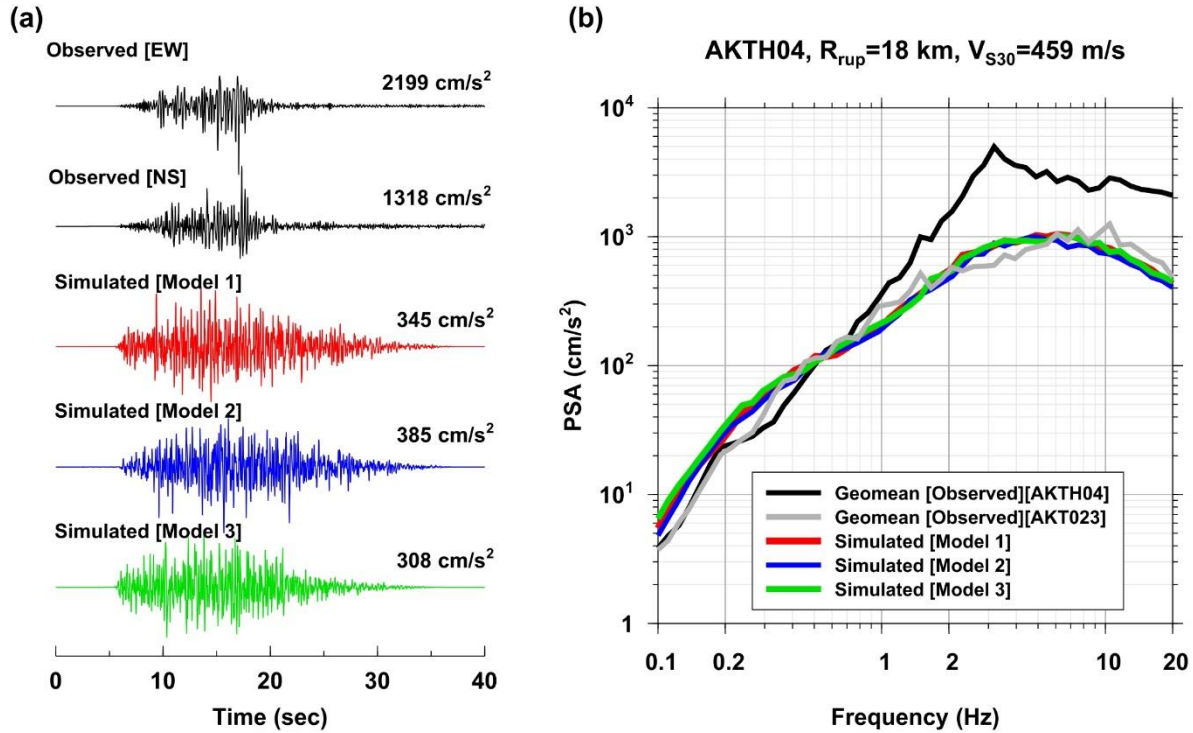 (a)
Observed [EW]
2199 cm/s²
Observed [NS]
1318 cm/s²
Simulated [Model 1]
345 cm/s²
Simulated [Model 2]
385 cm/s²
Simulated [Model 3]
308 cm/s²
0 10 20 30 40
Time (sec)
(b)
AKTH04, Rrup=18 km, VS30=459 m/s
10⁴
10³
10²
10¹
1
PSA (cm/s²)
Geomean [Observed][AKTH04]
Geomean [Observed][AKT023]
Simulated [Model 1]
Simulated [Model 2]
Simulated [Model 3]
0.1 0.2 1 2 10 20
Frequency (Hz)